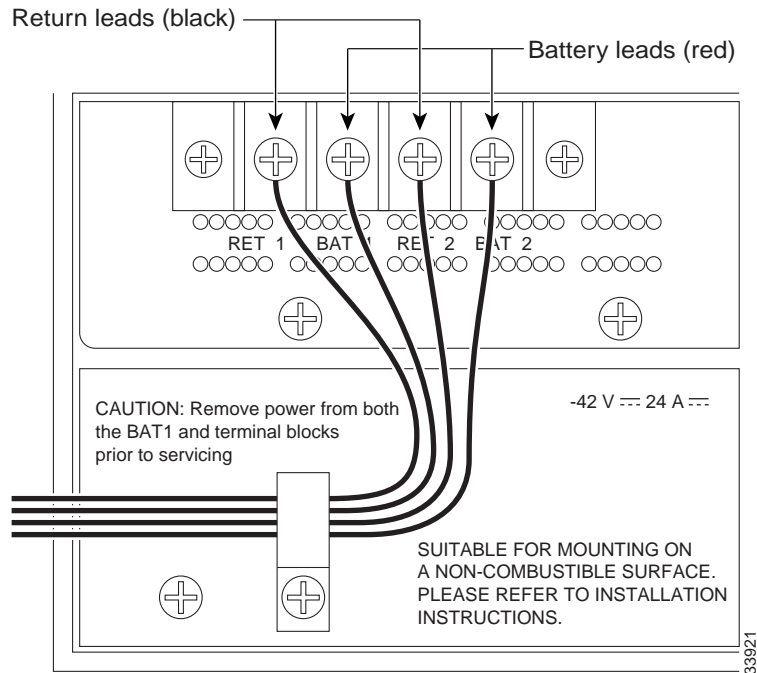 Return leads (black)
Battery leads (red)
RET 1 BAT 1 RET 2 BAT 2
CAUTION: Remove power from both
the BAT1 and terminal blocks
prior to servicing
-42 V ⎓ 24 A ⎓
SUITABLE FOR MOUNTING ON
A NON-COMBUSTIBLE SURFACE.
PLEASE REFER TO INSTALLATION
INSTRUCTIONS.
33921